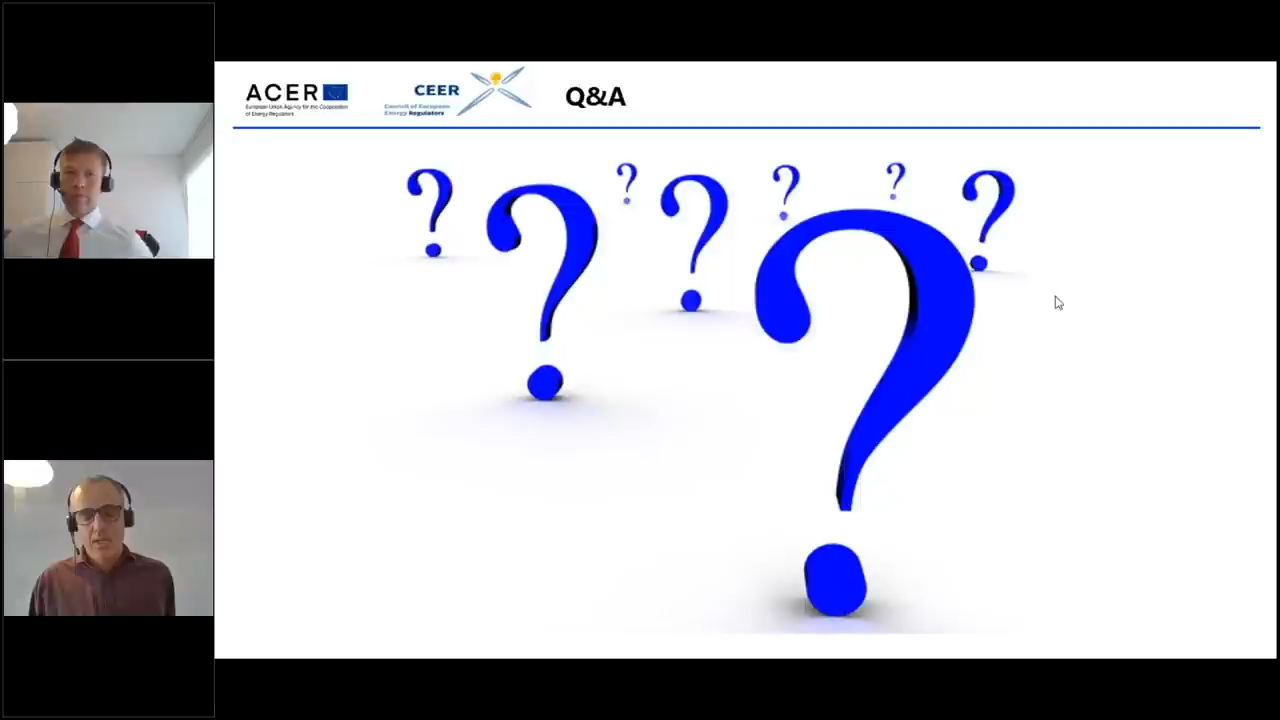 ACER
European Union Agency for the Cooperation
of Energy Regulators
CEER
Council of European
Energy Regulators
Q&A
? ? ? ? ? ? ? ?